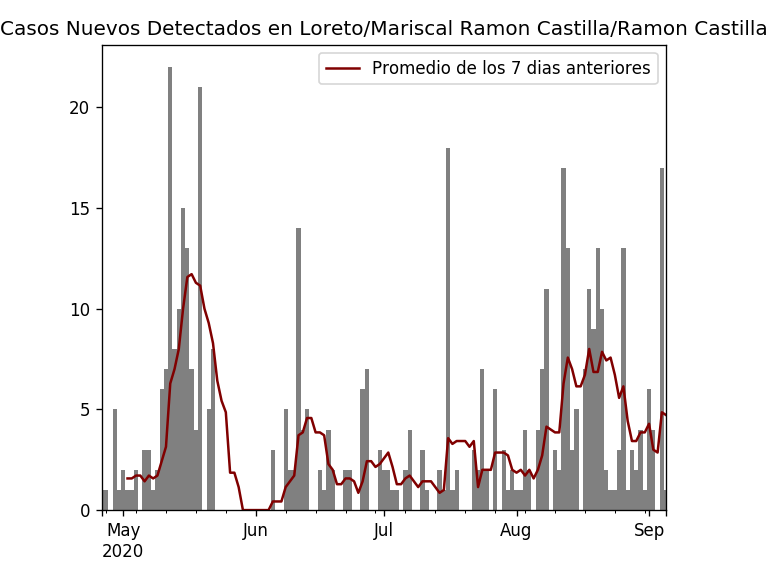 Casos Nuevos Detectados en Loreto/Mariscal Ramon Castilla/Ramon Castilla
Promedio de los 7 dias anteriores
20
15
10
5
0
May Jun Jul Aug Sep
2020